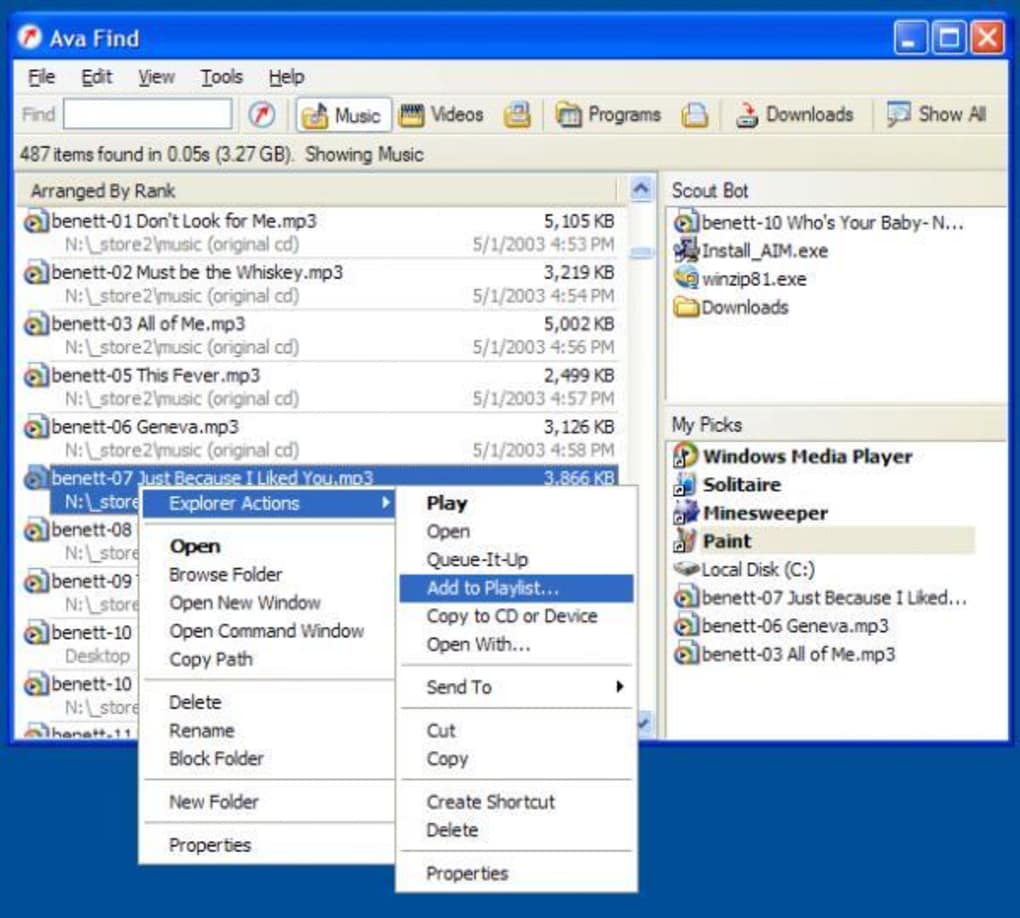 Ava Find
File Edit View Tools Help
Find Music Videos Programs Downloads Show All
487 items found in 0.05s (3.27 GB). Showing Music
Arranged By Rank
benett-01 Don't Look for Me.mp3 5,105 KB
N:\_store2\music (original cd) 5/1/2003 4:53 PM
benett-02 Must be the Whiskey.mp3 3,219 KB
N:\_store2\music (original cd) 5/1/2003 4:54 PM
benett-03 All of Me.mp3 5,002 KB
N:\_store2\music (original cd) 5/1/2003 4:56 PM
benett-05 This Fever.mp3 2,499 KB
N:\_store2\music (original cd) 5/1/2003 4:57 PM
benett-06 Geneva.mp3 3,126 KB
N:\_store2\music (original cd) 5/1/2003 4:58 PM
benett-07 Just Because I Liked You.mp3 3,866 KB
N:\_store
benett-08
N:\_store
benett-09
N:\_store
benett-10
Desktop
benett-10
N:\_store
benett-11
Explorer Actions
Open
Browse Folder
Open New Window
Open Command Window
Copy Path
Delete
Rename
Block Folder
New Folder
Properties
Play
Open
Queue-It-Up
Add to Playlist...
Copy to CD or Device
Open With...
Send To
Cut
Copy
Create Shortcut
Delete
Properties
Scout Bot
benett-10 Who's Your Baby- N...
Install_AIM.exe
winzip81.exe
Downloads
My Picks
Windows Media Player
Solitaire
Minesweeper
Paint
Local Disk (C:)
benett-07 Just Because I Liked...
benett-06 Geneva.mp3
benett-03 All of Me.mp3